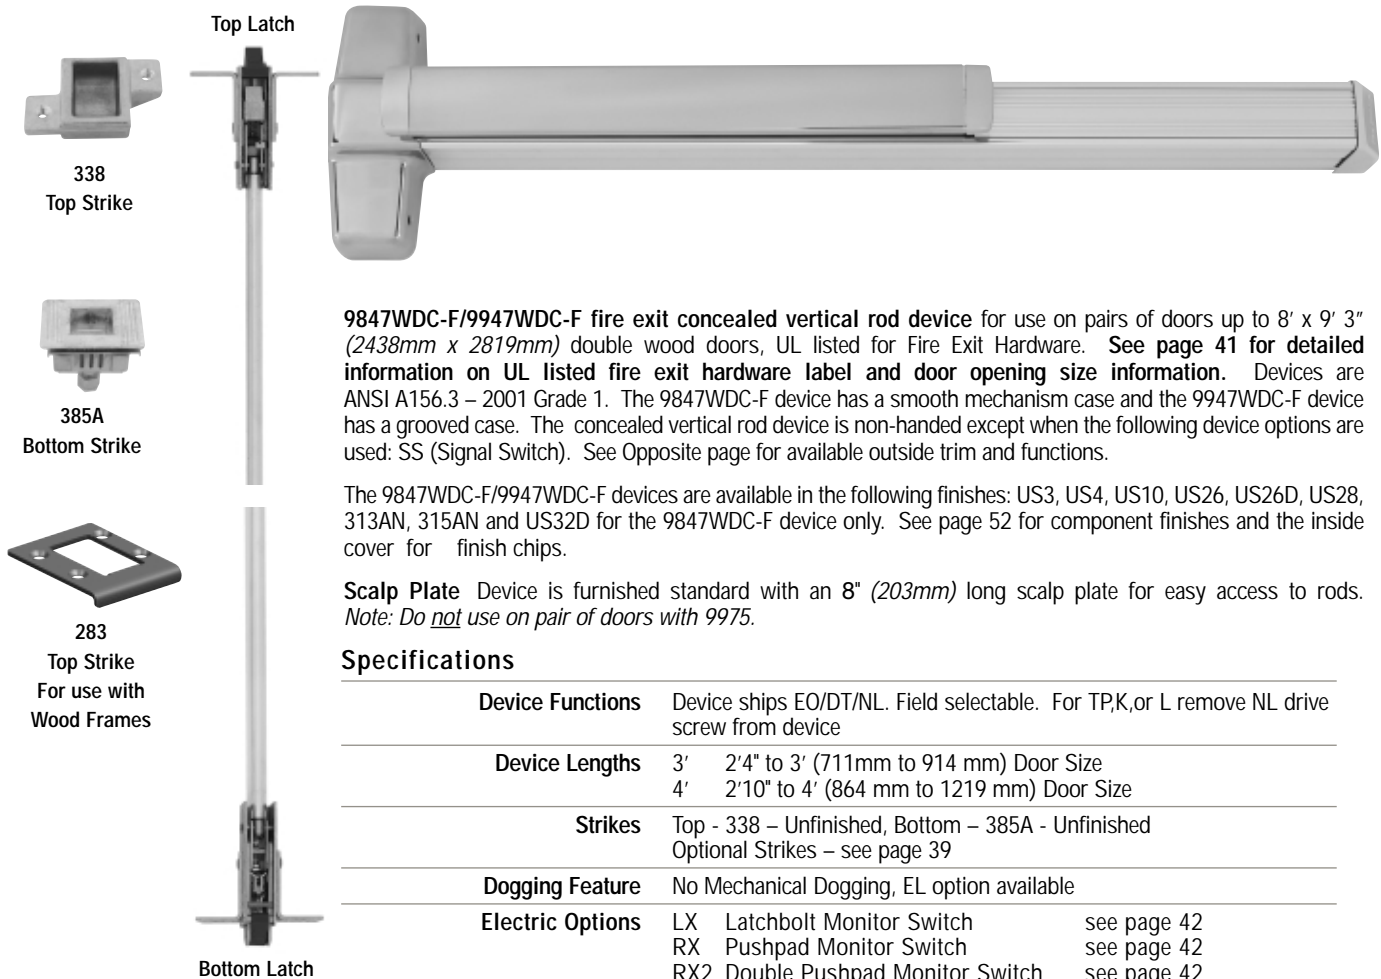 Top Latch
338
Top Strike
385A
Bottom Strike
283
Top Strike
For use with
Wood Frames
Bottom Latch
9847WDC-F/9947WDC-F fire exit concealed vertical rod device for use on pairs of doors up to 8′ x 9′ 3″
(2438mm x 2819mm) double wood doors, UL listed for Fire Exit Hardware. See page 41 for detailed
information on UL listed fire exit hardware label and door opening size information. Devices are
ANSI A156.3 – 2001 Grade 1. The 9847WDC-F device has a smooth mechanism case and the 9947WDC-F device
has a grooved case. The concealed vertical rod device is non-handed except when the following device options are
used: SS (Signal Switch). See Opposite page for available outside trim and functions.
The 9847WDC-F/9947WDC-F devices are available in the following finishes: US3, US4, US10, US26, US26D, US28,
313AN, 315AN and US32D for the 9847WDC-F device only. See page 52 for component finishes and the inside
cover for finish chips.
Scalp Plate Device is furnished standard with an 8" (203mm) long scalp plate for easy access to rods.
Note: Do not use on pair of doors with 9975.
Specifications
Device Functions Device ships EO/DT/NL. Field selectable. For TP,K,or L remove NL drive
screw from device
Device Lengths 3′ 2′4" to 3′ (711mm to 914 mm) Door Size
4′ 2′10" to 4′ (864 mm to 1219 mm) Door Size
Strikes Top - 338 – Unfinished, Bottom – 385A - Unfinished
Optional Strikes – see page 39
Dogging Feature No Mechanical Dogging, EL option available
Electric Options LX Latchbolt Monitor Switch see page 42
RX Pushpad Monitor Switch see page 42
RX2 Double Pushpad Monitor Switch see page 42